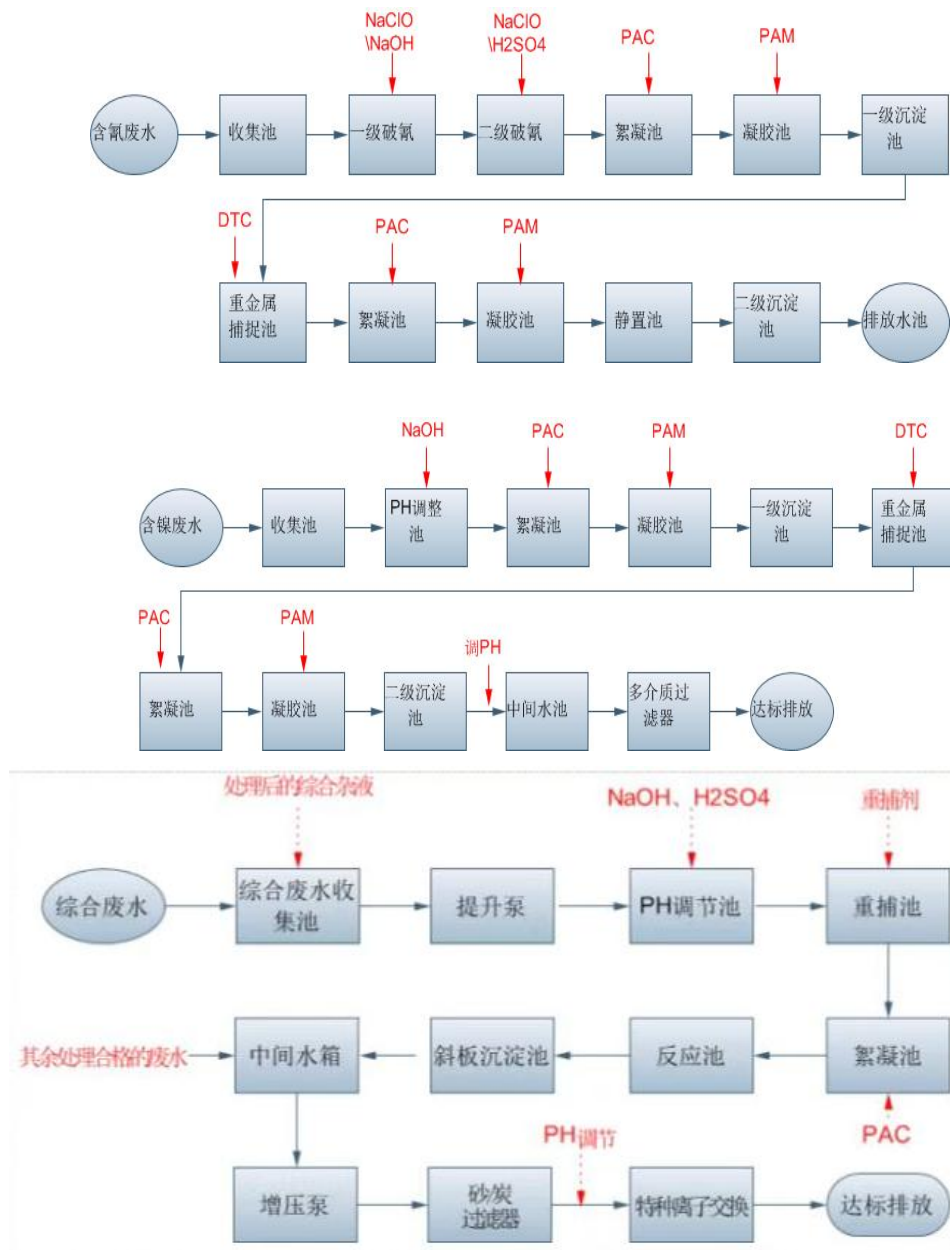 NaClO
\NaOH
NaClO
\H2SO4
PAC
PAM
含氰废水
收集池
一级破氰
二级破氰
絮凝池
凝胶池
一级沉淀
池
DTC
PAC
PAM
重金属
捕捉池
絮凝池
凝胶池
静置池
二级沉淀
池
排放水池
NaOH
PAC
PAM
DTC
含镍废水
收集池
PH调整
池
絮凝池
凝胶池
一级沉淀
池
重金属
捕捉池
PAC
PAM
调PH
絮凝池
凝胶池
二级沉淀
池
中间水池
多介质过
滤器
达标排放
处理后的综合杂液
NaOH、H2SO4
重捕剂
综合废水
综合废水收
集池
提升泵
PH调节池
重捕池
其余处理合格的废水
中间水箱
斜板沉淀池
反应池
絮凝池
PH调节
PAC
增压泵
砂炭
过滤器
特种离子交换
达标排放